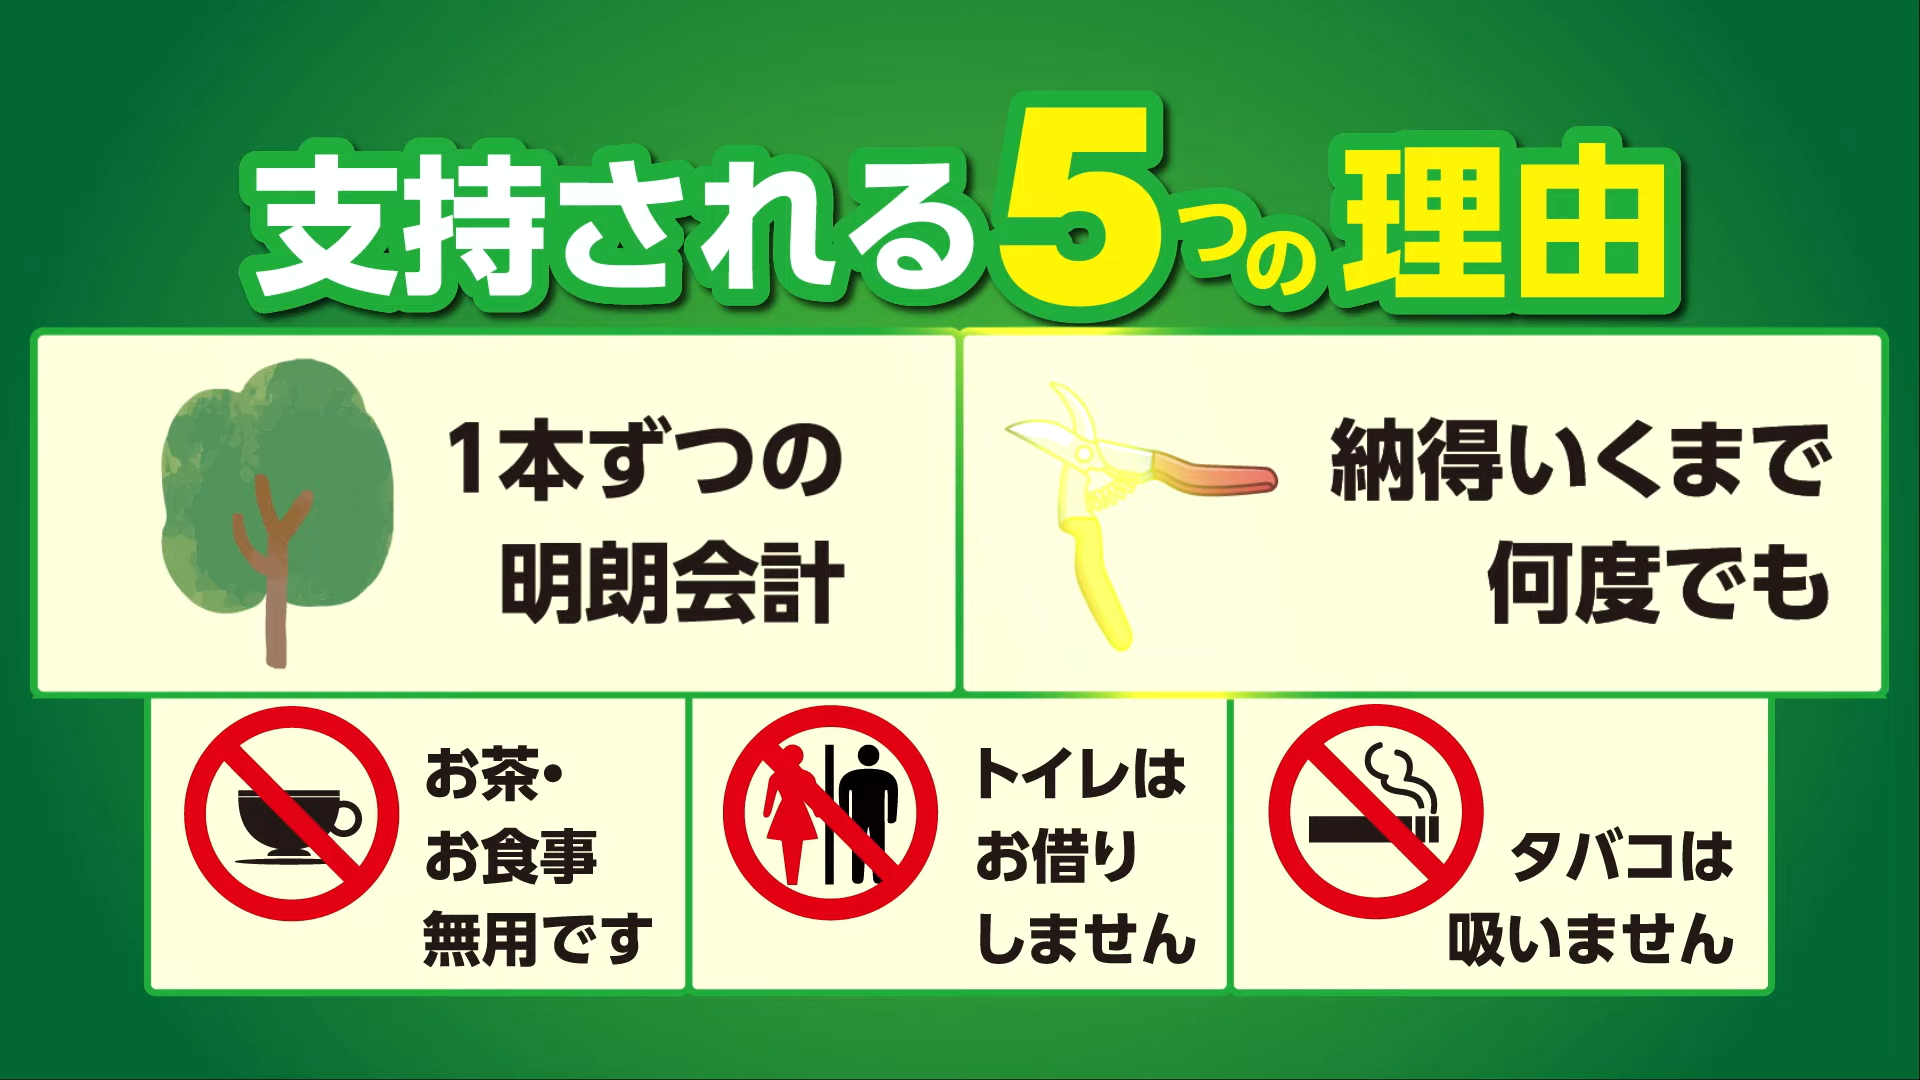 支持される5つの理由
1本ずつの
明朗会計
納得いくまで
何度でも
お茶・
お食事
無用です
トイレは
お借り
しません
タバコは
吸いません